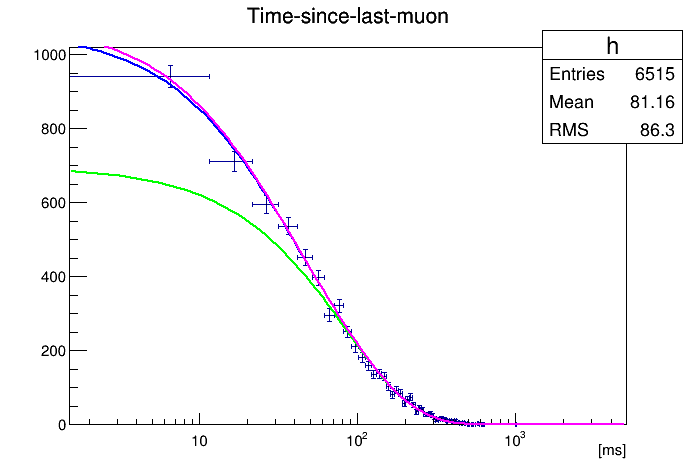 Time-since-last-muon
h
Entries 6515
Mean 81.16
RMS 86.3
1000
800
600
400
200
0
10
10²
10³
[ms]